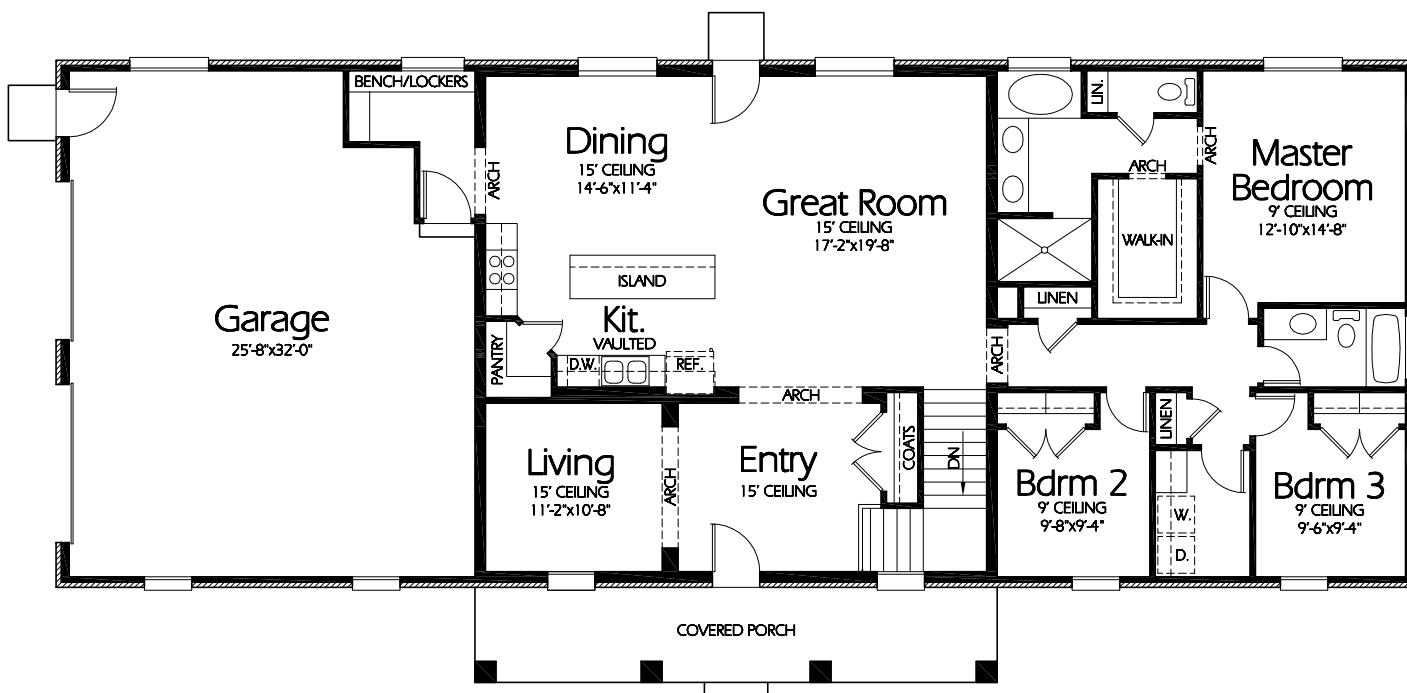 BENCH/LOCKERS
ARCH
Dining
15' CEILING
14'-6"x11'-4"
Great Room
15' CEILING
17'-2"x19'-8"
LIN.
ARCH
ARCH
Master
Bedroom
9' CEILING
12'-10"x14'-8"
WALK-IN
LINEN
ISLAND
Garage
25'-8"x32'-0"
Kit.
VAULTED
PANTRY
D.W.
REF.
ARCH
ARCH
Living
15' CEILING
11'-2"x10'-8"
ARCH
Entry
15' CEILING
COATS
DN
Bdrm 2
9' CEILING
9'-8"x9'-4"
LINEN
W.
D.
Bdrm 3
9' CEILING
9'-6"x9'-4"
COVERED PORCH